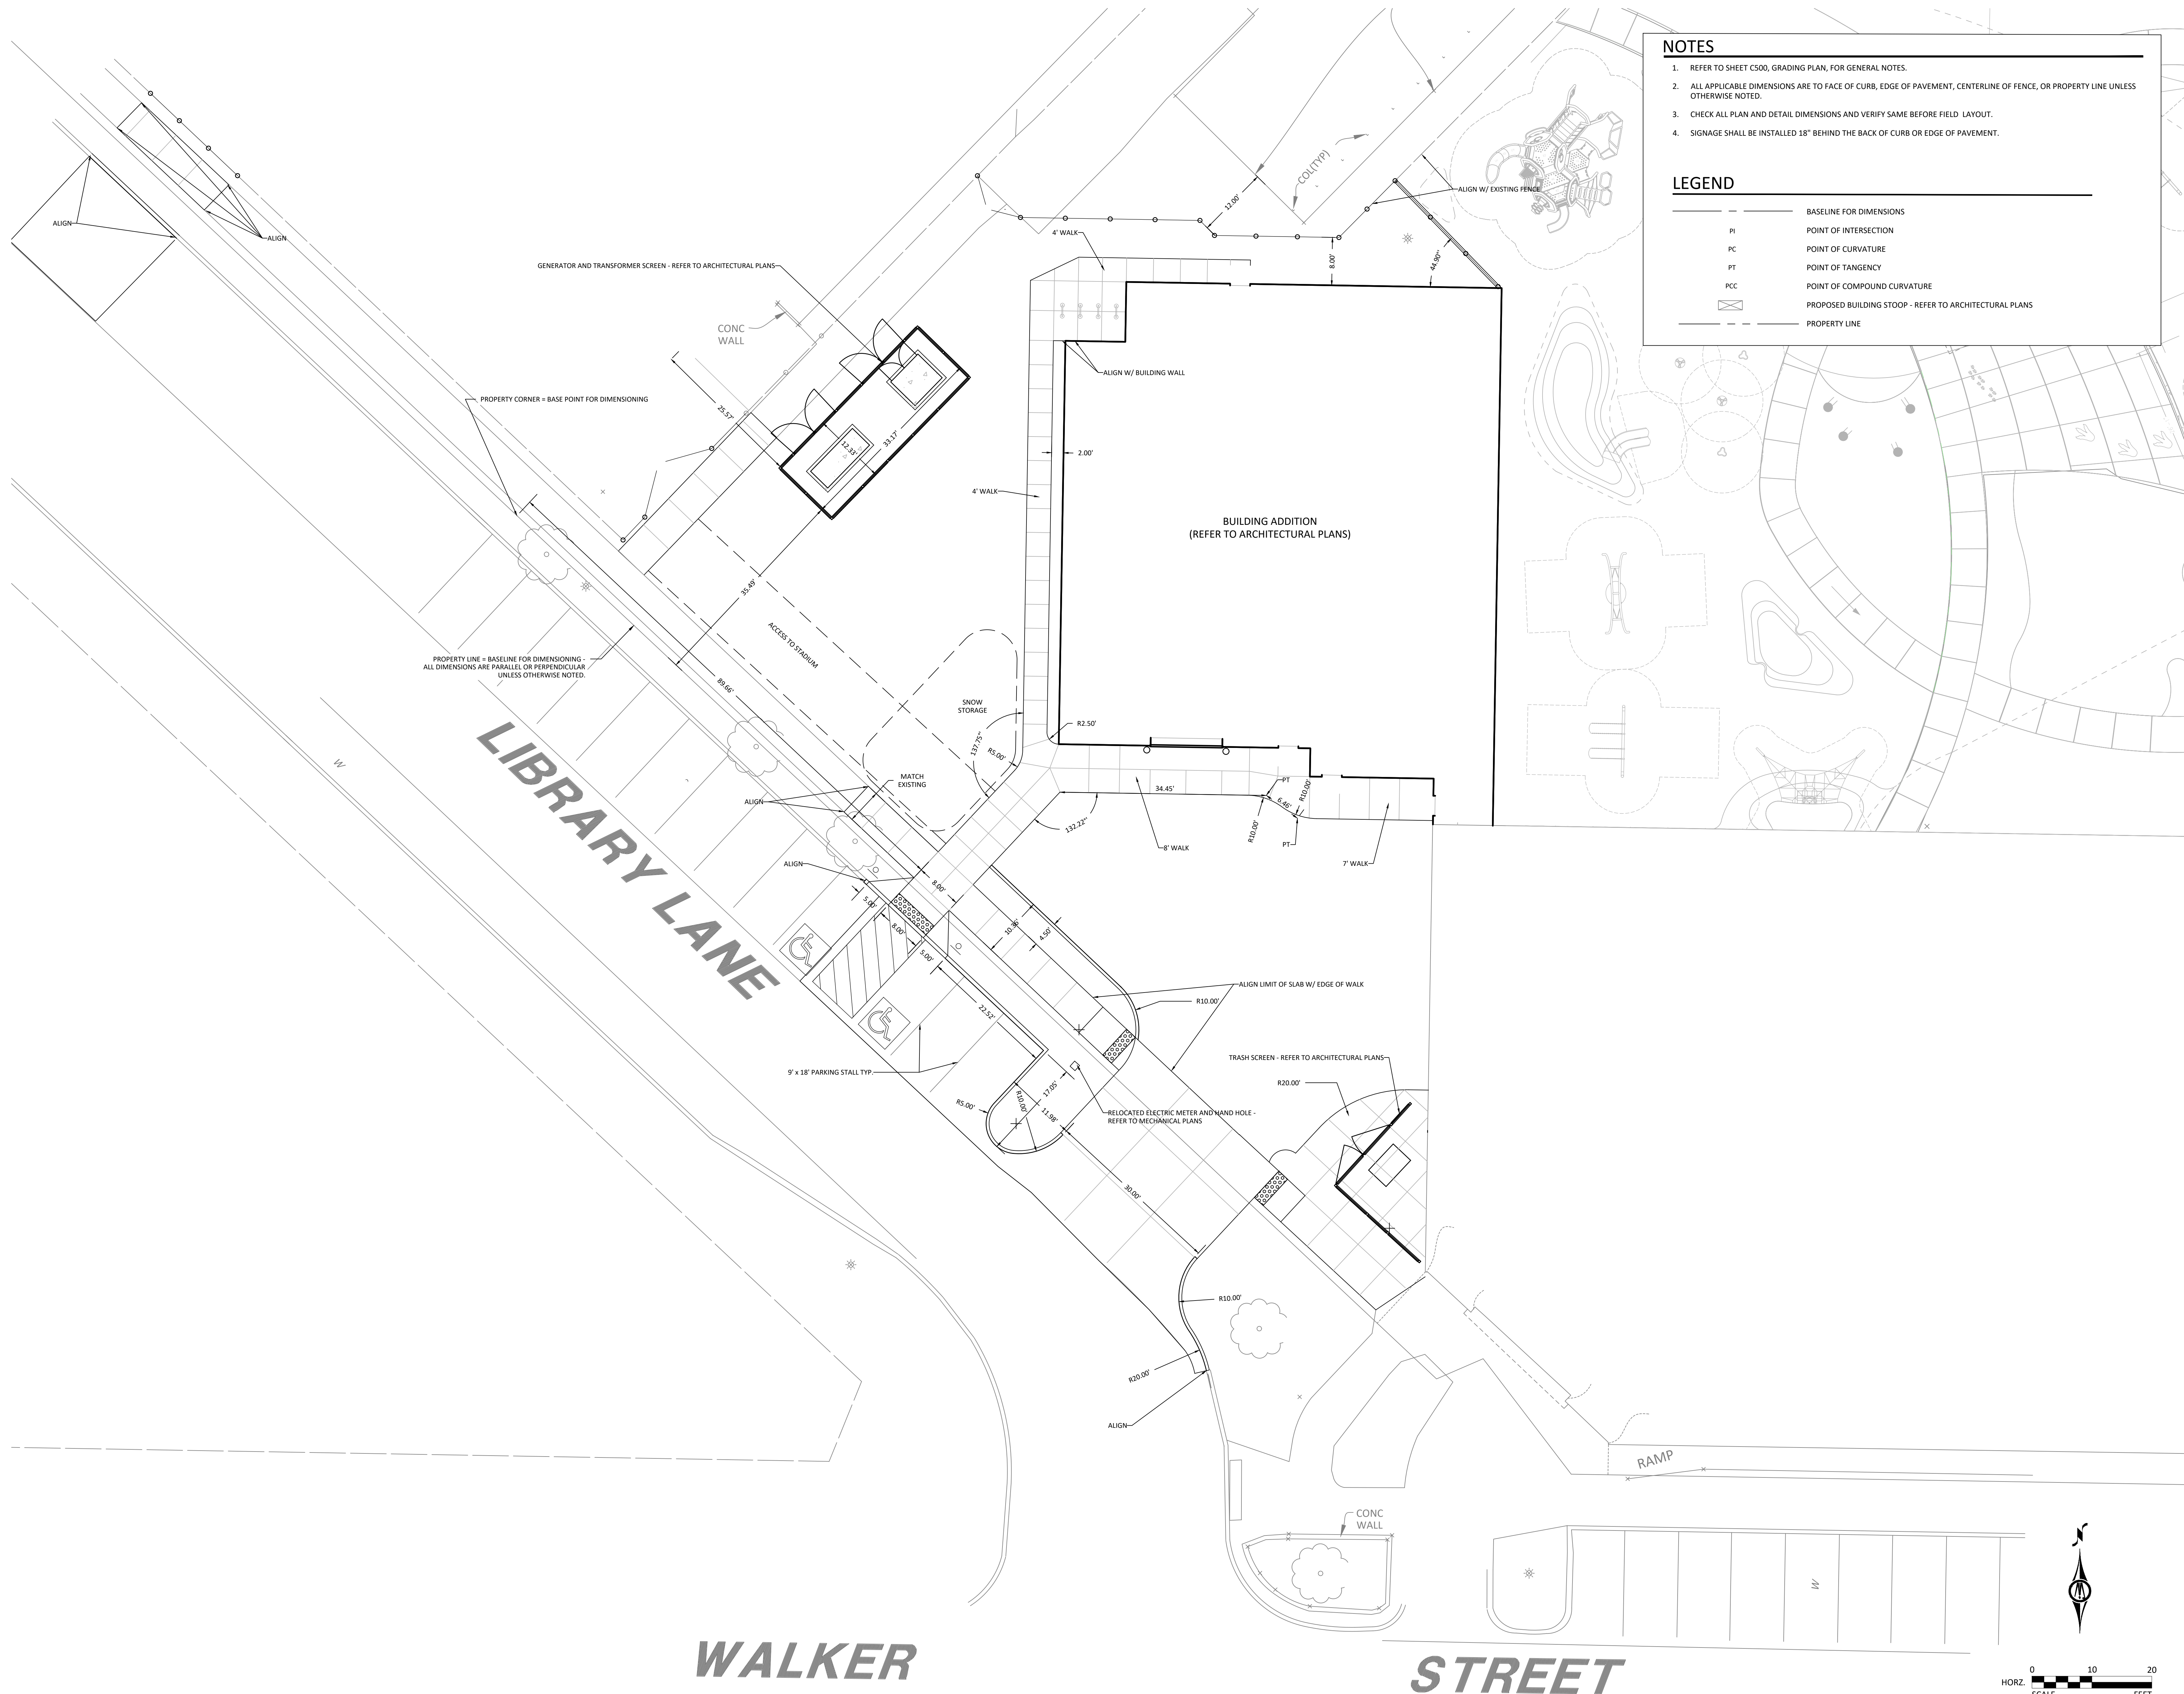 NOTES
1. REFER TO SHEET C500, GRADING PLAN, FOR GENERAL NOTES.
2. ALL APPLICABLE DIMENSIONS ARE TO FACE OF CURB, EDGE OF PAVEMENT, CENTERLINE OF FENCE, OR PROPERTY LINE UNLESS
OTHERWISE NOTED.
3. CHECK ALL PLAN AND DETAIL DIMENSIONS AND VERIFY SAME BEFORE FIELD LAYOUT.
4. SIGNAGE SHALL BE INSTALLED 18" BEHIND THE BACK OF CURB OR EDGE OF PAVEMENT.
LEGEND
BASELINE FOR DIMENSIONS
PI POINT OF INTERSECTION
PC POINT OF CURVATURE
PT POINT OF TANGENCY
PCC POINT OF COMPOUND CURVATURE
PROPOSED BUILDING STOOP - REFER TO ARCHITECTURAL PLANS
PROPERTY LINE
COL(TYP)
ALIGN W/ EXISTING FENCE
12.00'
ALIGN
ALIGN
4' WALK
8.00'
44.90°
GENERATOR AND TRANSFORMER SCREEN - REFER TO ARCHITECTURAL PLANS
CONC
WALL
ALIGN W/ BUILDING WALL
PROPERTY CORNER = BASE POINT FOR DIMENSIONING
25.57'
33.17'
12.33'
2.00'
4' WALK
BUILDING ADDITION
(REFER TO ARCHITECTURAL PLANS)
35.49'
ACCESS TO STADIUM
PROPERTY LINE = BASELINE FOR DIMENSIONING -
ALL DIMENSIONS ARE PARALLEL OR PERPENDICULAR
UNLESS OTHERWISE NOTED.
89.66'
SNOW
STORAGE
R2.50'
137.75°
R5.00'
MATCH
EXISTING
ALIGN
34.45'
PT
6.46'
R10.00'
R10.00'
PT
132.22°
8' WALK
7' WALK
ALIGN
W
LIBRARY LANE
8.00'
5.00'
8.00'
5.00'
10.36'
4.50'
22.52'
ALIGN LIMIT OF SLAB W/ EDGE OF WALK
R10.00'
TRASH SCREEN - REFER TO ARCHITECTURAL PLANS
9' x 18' PARKING STALL TYP.
R20.00'
R5.00'
R10.00'
17.05'
11.98'
RELOCATED ELECTRIC METER AND HAND HOLE -
REFER TO MECHANICAL PLANS
30.00'
R10.00'
R20.00'
ALIGN
RAMP
CONC
WALL
W
N
WALKER STREET
0 10 20
HORZ.
SCALE FEET